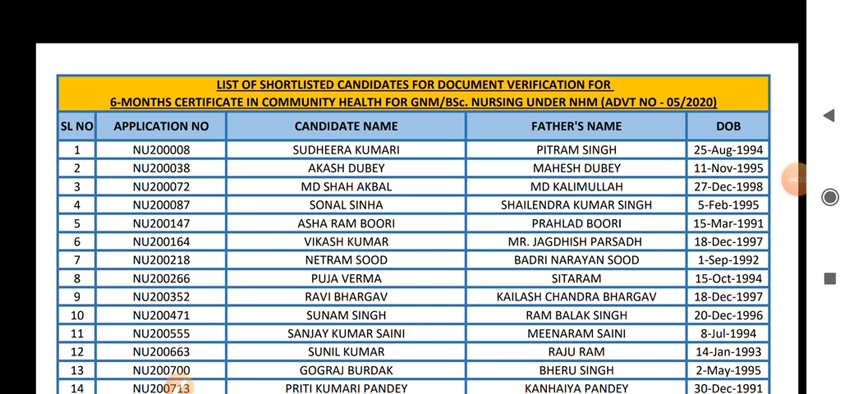 LIST OF SHORTLISTED CANDIDATES FOR DOCUMENT VERIFICATION FOR
6-MONTHS CERTIFICATE IN COMMUNITY HEALTH FOR GNM/BSc. NURSING UNDER NHM (ADVT NO - 05/2020)
SL NO APPLICATION NO CANDIDATE NAME FATHER'S NAME DOB
1 NU200008 SUDHEERA KUMARI PITRAM SINGH 25-Aug-1994
2 NU200038 AKASH DUBEY MAHESH DUBEY 11-Nov-1995
3 NU200072 MD SHAH AKBAL MD KALIMULLAH 27-Dec-1998
4 NU200087 SONAL SINHA SHAILENDRA KUMAR SINGH 5-Feb-1995
5 NU200147 ASHA RAM BOORI PRAHLAD BOORI 15-Mar-1991
6 NU200164 VIKASH KUMAR MR. JAGDHISH PARSADH 18-Dec-1997
7 NU200218 NETRAM SOOD BADRI NARAYAN SOOD 1-Sep-1992
8 NU200266 PUJA VERMA SITARAM 15-Oct-1994
9 NU200352 RAVI BHARGAV KAILASH CHANDRA BHARGAV 18-Dec-1997
10 NU200471 SUNAM SINGH RAM BALAK SINGH 20-Dec-1996
11 NU200555 SANJAY KUMAR SAINI MEENARAM SAINI 8-Jul-1994
12 NU200663 SUNIL KUMAR RAJU RAM 14-Jan-1993
13 NU200700 GOGRAJ BURDAK BHERU SINGH 2-May-1995
14 NU200713 PRITI KUMARI PANDEY KANHAIYA PANDEY 30-Dec-1991